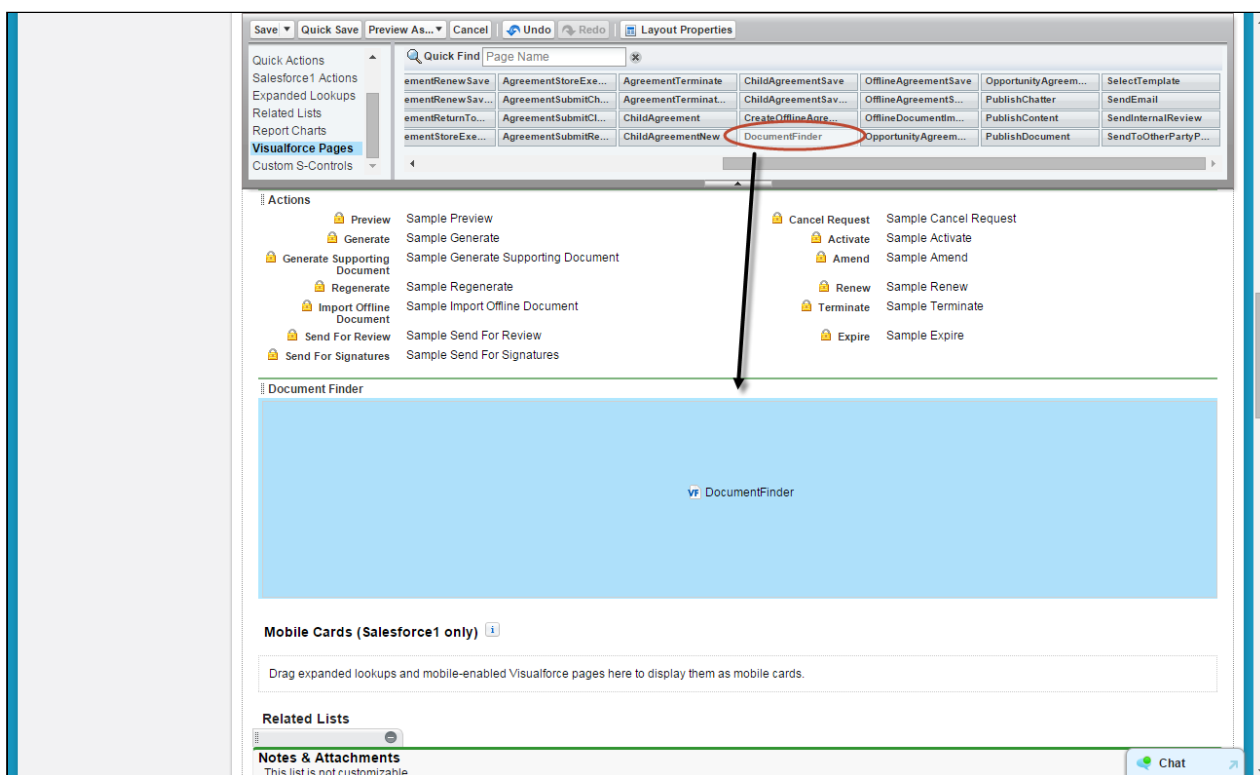 Save Quick Save Preview As... Cancel Undo Redo Layout Properties
Quick Actions
Salesforce1 Actions
Expanded Lookups
Related Lists
Report Charts
Visualforce Pages
Custom S-Controls
Quick Find Page Name
ementRenewSave AgreementStoreExe... AgreementTerminate ChildAgreementSave OfflineAgreementSave OpportunityAgreem... SelectTemplate
ementRenewSav... AgreementSubmitCh... AgreementTerminat... ChildAgreementSav... OfflineAgreementS... PublishChatter SendEmail
ementReturnTo... AgreementSubmitCl... ChildAgreement CreateOfflineAgre... OfflineDocumentIm... PublishContent SendInternalReview
ementStoreExe... AgreementSubmitRe... ChildAgreementNew DocumentFinder OpportunityAgreem... PublishDocument SendToOtherPartyP...
Actions
Preview Sample Preview Cancel Request Sample Cancel Request
Generate Sample Generate Activate Sample Activate
Generate Supporting Sample Generate Supporting Document Amend Sample Amend
Document
Regenerate Sample Regenerate Renew Sample Renew
Import Offline Sample Import Offline Document Terminate Sample Terminate
Document
Send For Review Sample Send For Review Expire Sample Expire
Send For Signatures Sample Send For Signatures
Document Finder
VF DocumentFinder
Mobile Cards (Salesforce1 only) i
Drag expanded lookups and mobile-enabled Visualforce pages here to display them as mobile cards.
Related Lists
Notes & Attachments
This list is not customizable
Chat